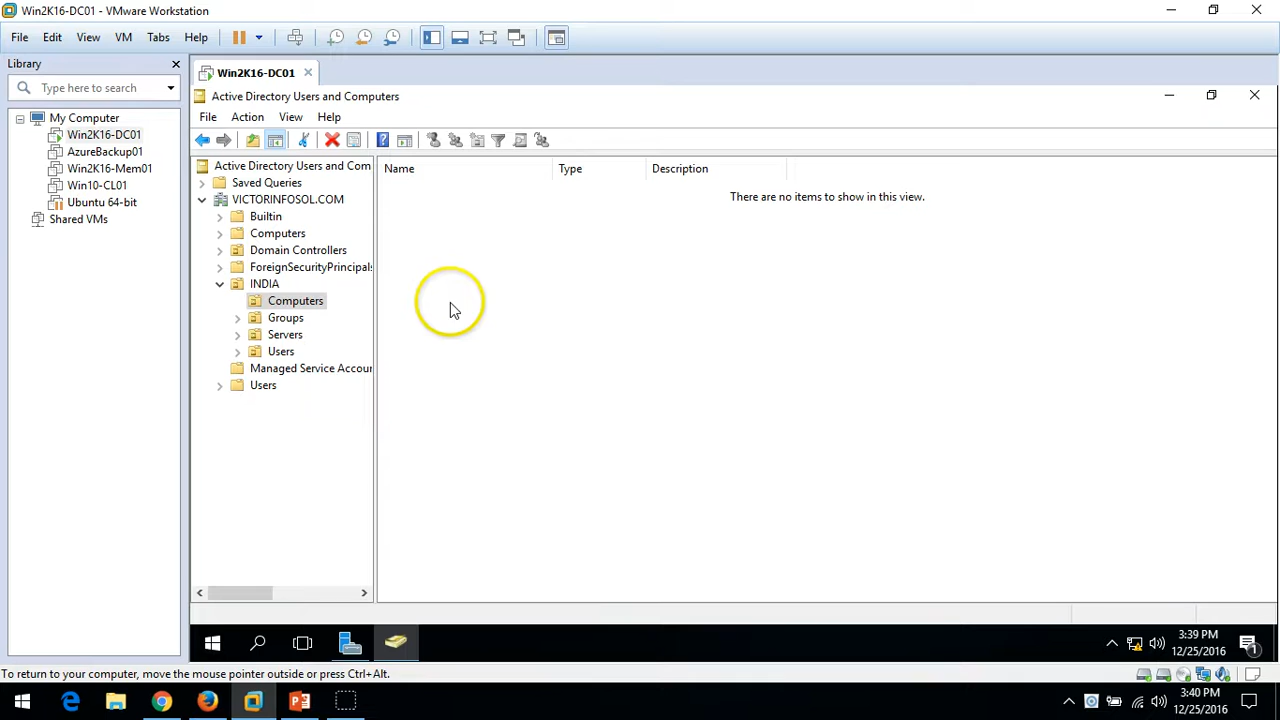 Win2K16-DC01 - VMware Workstation
File Edit View VM Tabs Help
Library
Type here to search
My Computer
Win2K16-DC01
AzureBackup01
Win2K16-Mem01
Win10-CL01
Ubuntu 64-bit
Shared VMs
Win2K16-DC01
Active Directory Users and Computers
File Action View Help
Active Directory Users and Com
Saved Queries
VICTORINFOSOL.COM
Builtin
Computers
Domain Controllers
ForeignSecurityPrincipals
INDIA
Computers
Groups
Servers
Users
Managed Service Accour
Users
Name Type Description
There are no items to show in this view.
3:39 PM
12/25/2016
1
To return to your computer, move the mouse pointer outside or press Ctrl+Alt.
3:40 PM
12/25/2016